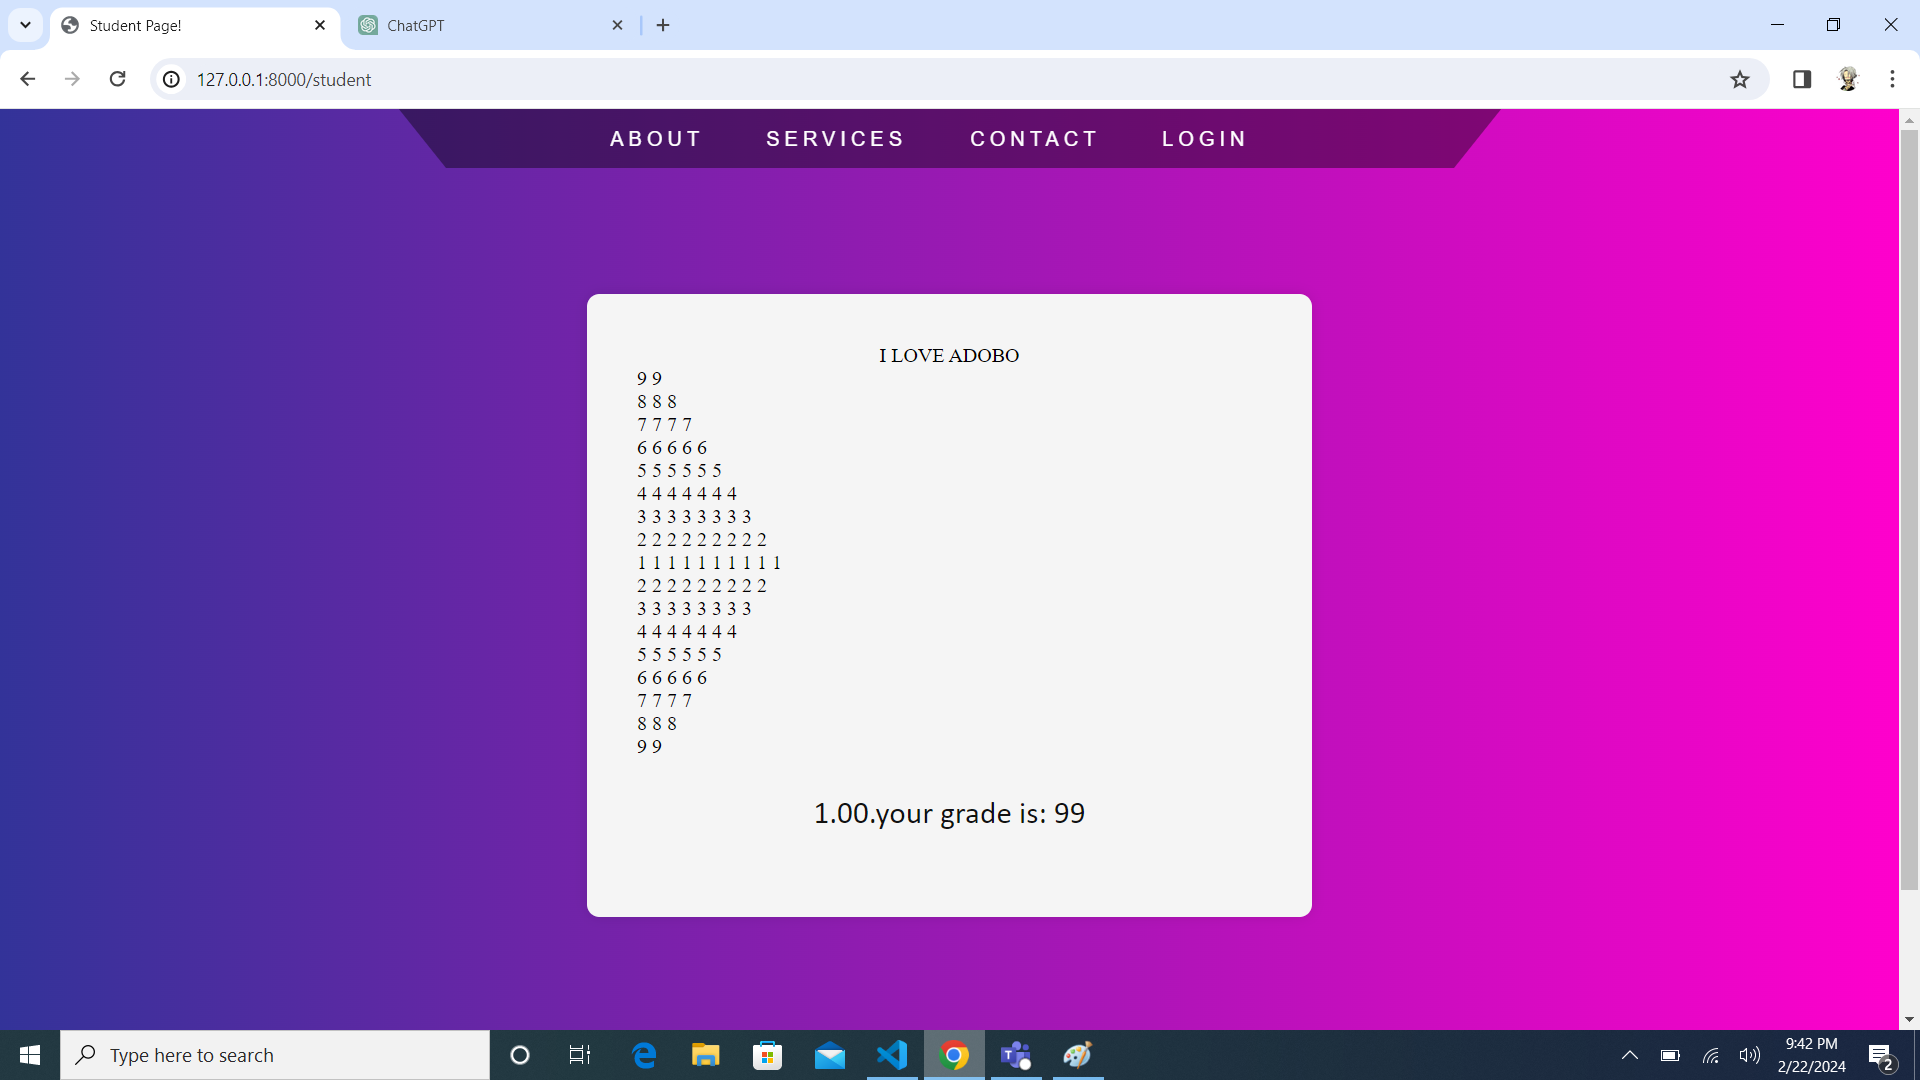 Student Page!
ChatGPT
127.0.0.1:8000/student
ABOUT SERVICES CONTACT LOGIN
I LOVE ADOBO
9 9
8 8 8
7 7 7 7
6 6 6 6 6
5 5 5 5 5 5
4 4 4 4 4 4 4
3 3 3 3 3 3 3 3
2 2 2 2 2 2 2 2 2
1 1 1 1 1 1 1 1 1 1
2 2 2 2 2 2 2 2 2
3 3 3 3 3 3 3 3
4 4 4 4 4 4 4
5 5 5 5 5 5
6 6 6 6 6
7 7 7 7
8 8 8
9 9
1.00.your grade is: 99
Type here to search
9:42 PM
2/22/2024
2